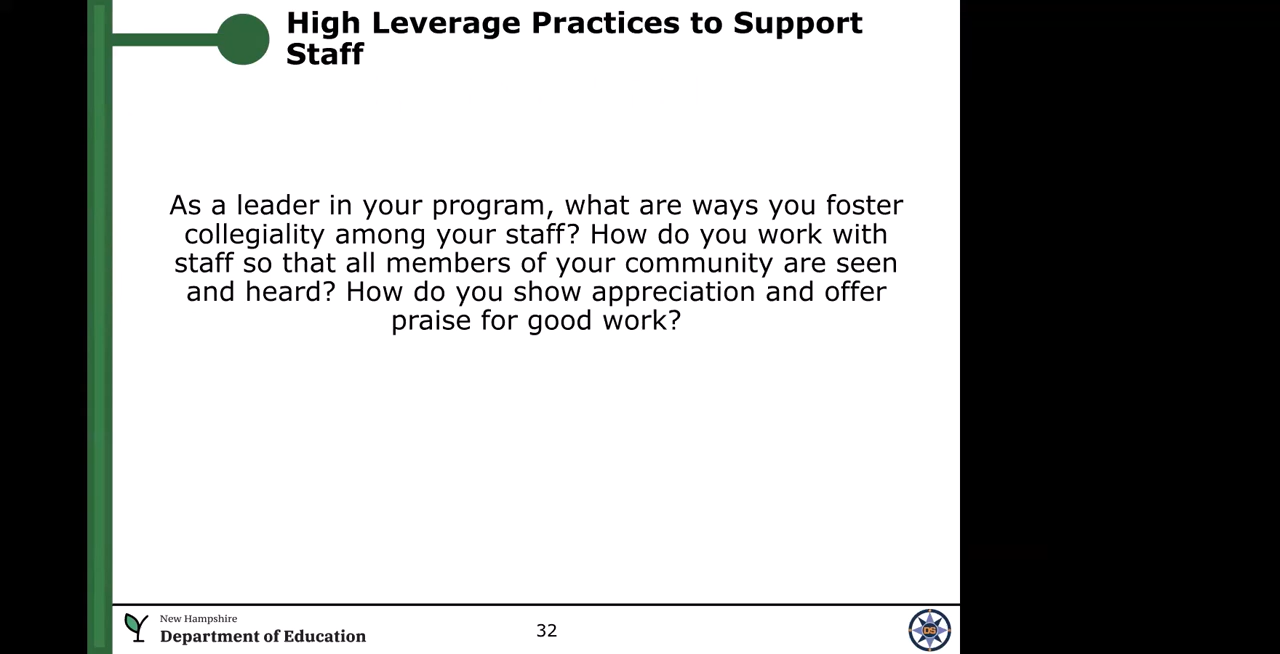 High Leverage Practices to Support
Staff
As a leader in your program, what are ways you foster
collegiality among your staff? How do you work with
staff so that all members of your community are seen
and heard? How do you show appreciation and offer
praise for good work?
New Hampshire
Department of Education
32
DS